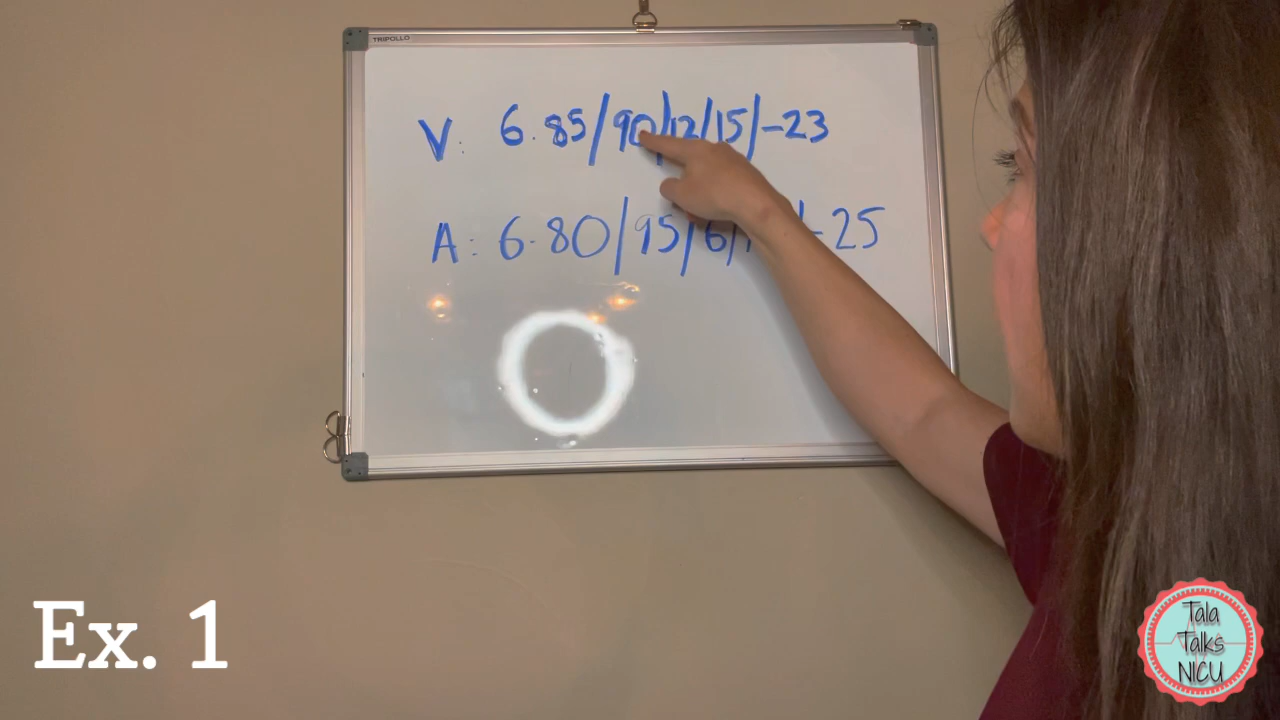 TRIPOLLO
V: 6.85/90/12/15/-23
A: 6.80/95/6/ /-25
Ex. 1
Tala
Talks
NICU